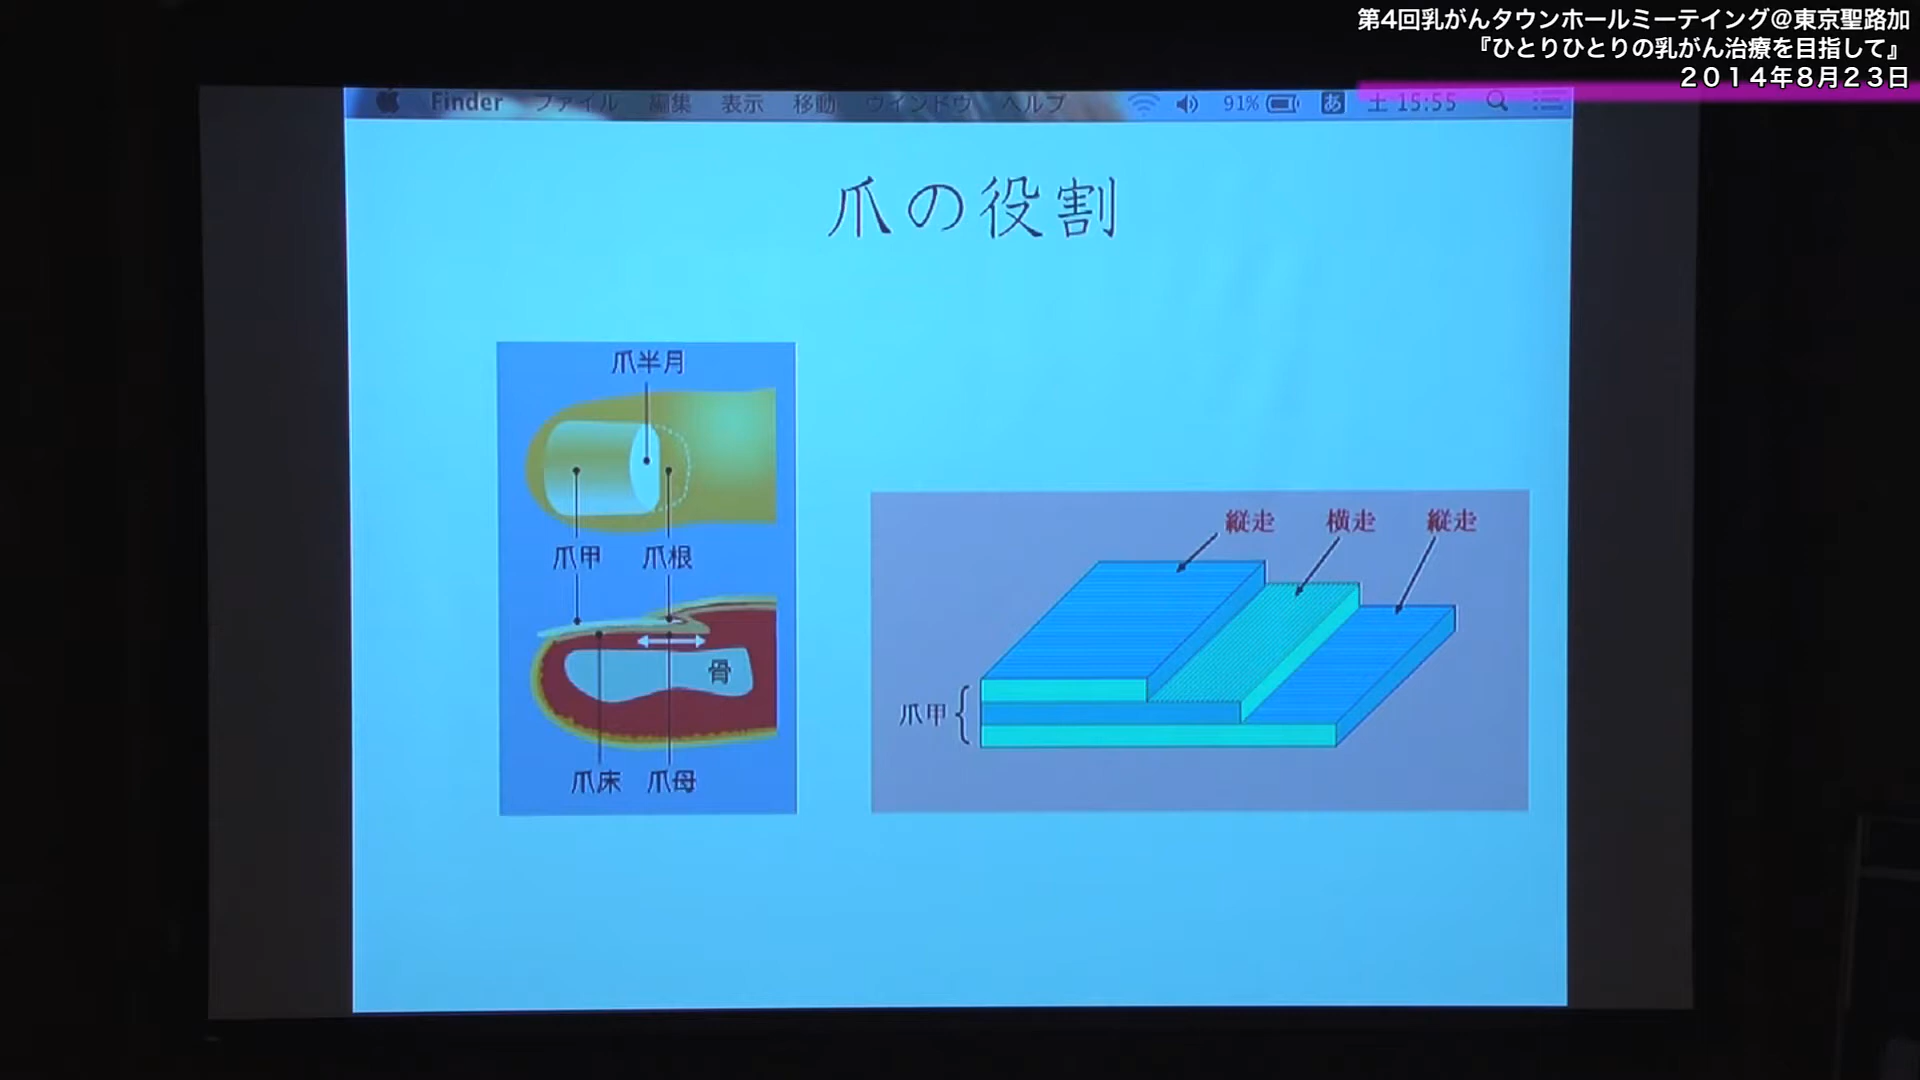 第4回乳がんタウンホールミーテイング＠東京聖路加
『ひとりひとりの乳がん治療を目指して』
２０１４年８月２３日
Finder ファイル 編集 表示 移動 ウインドウ ヘルプ 91% あ 土 15:55
爪の役割
爪半月
爪甲 爪根
骨
爪床 爪母
縦走 横走 縦走
爪甲